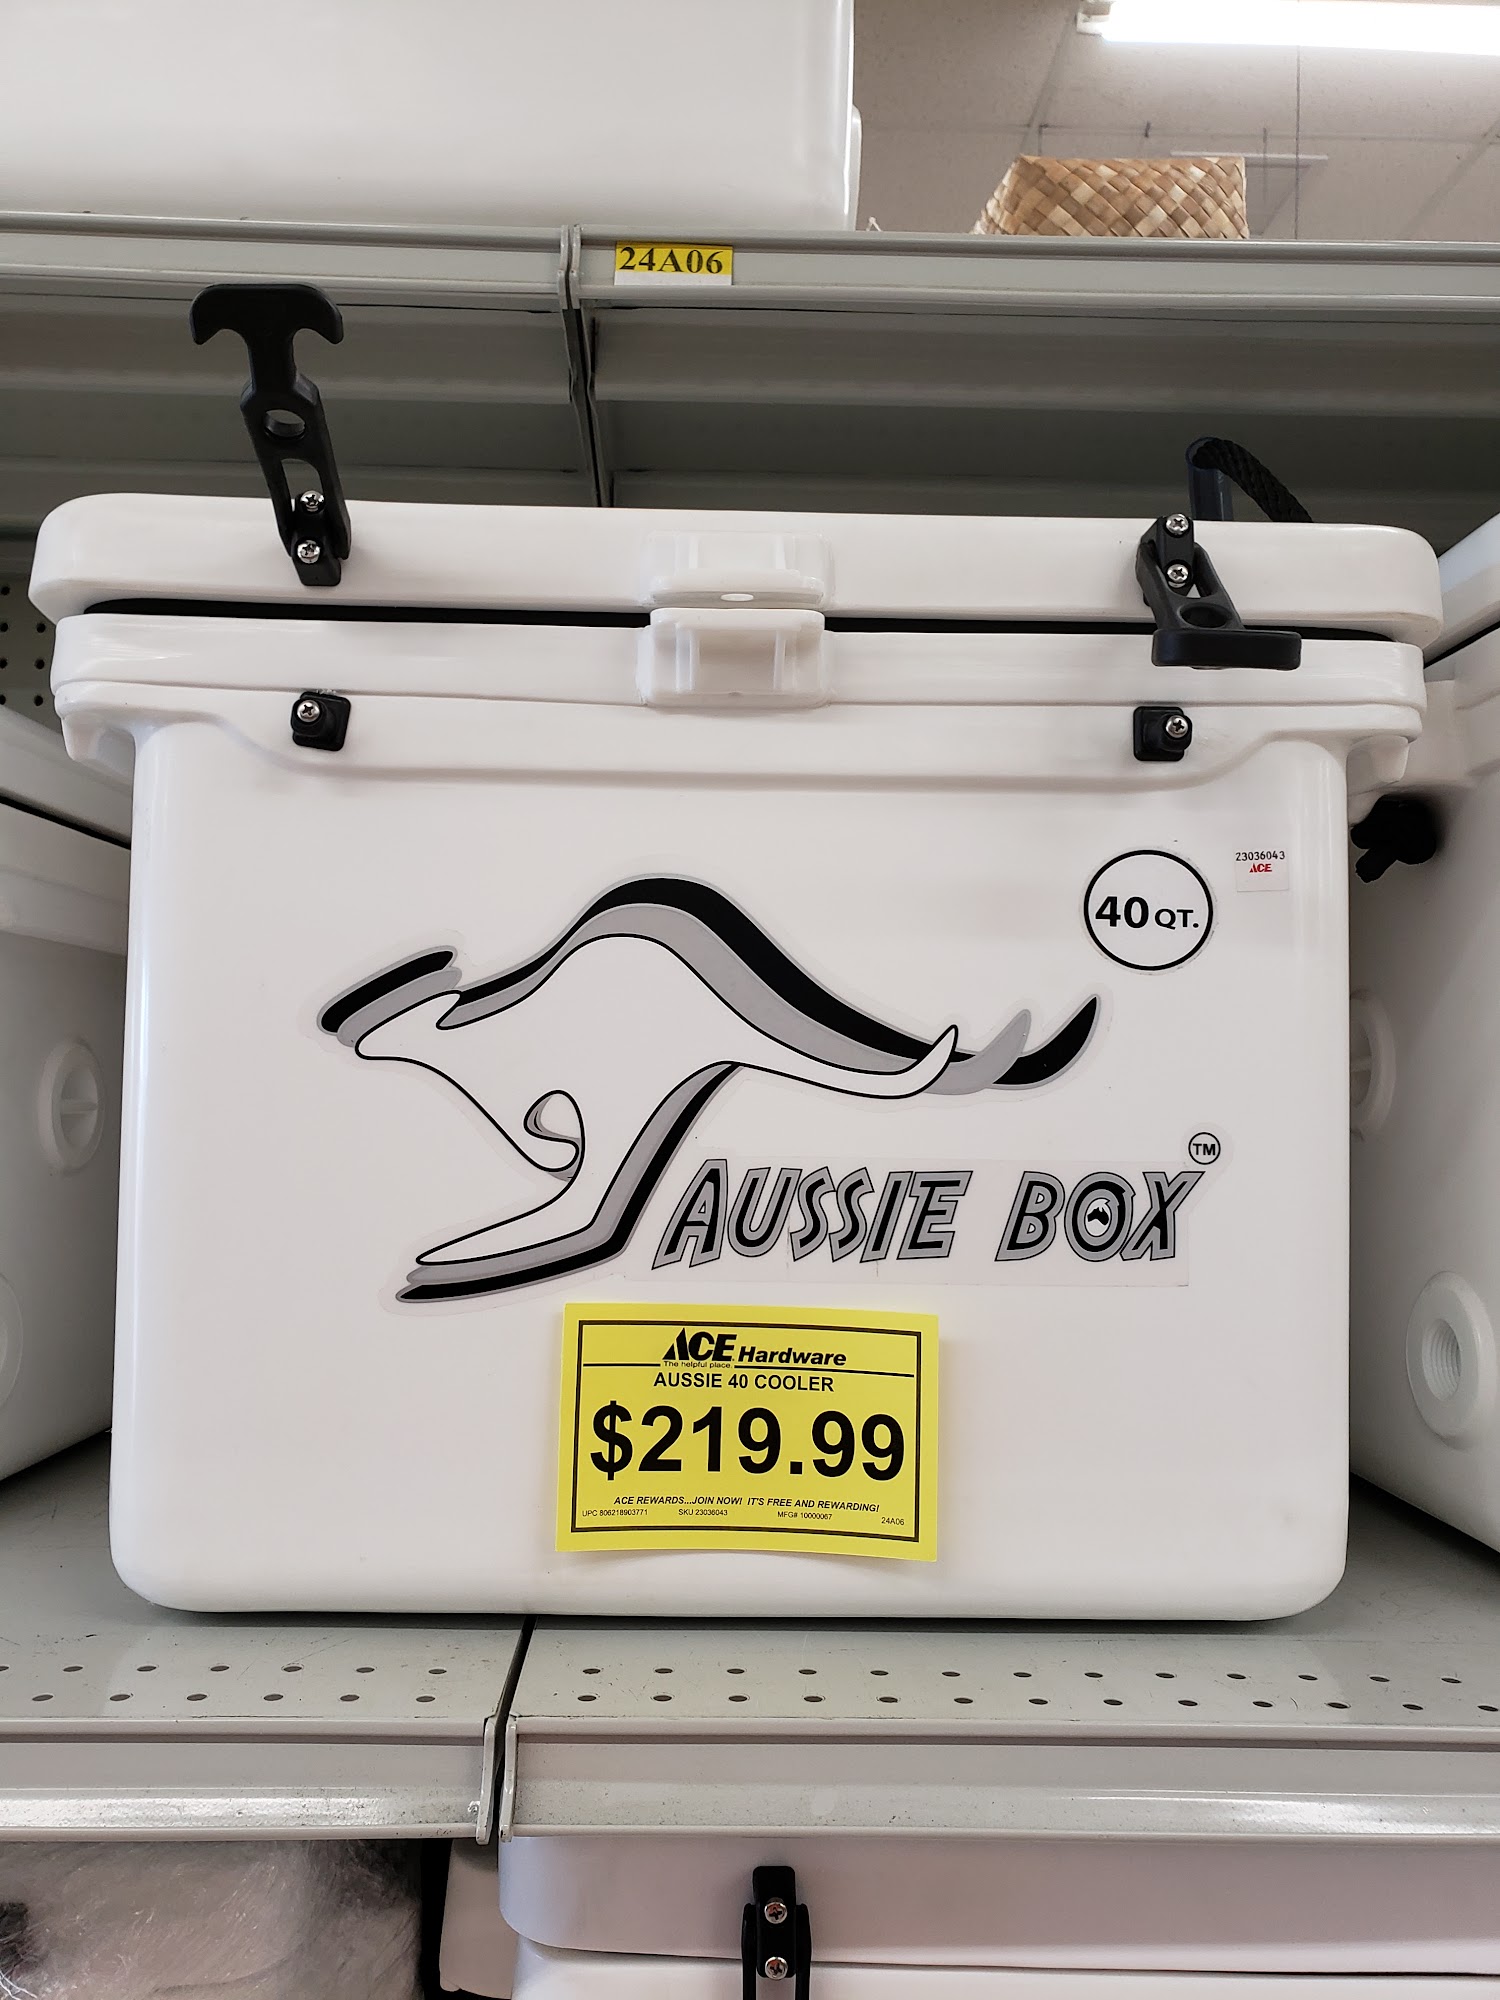 24A06
40 QT.
23036043
ACE
AUSSIE BOX TM
ACE Hardware
The helpful place.
AUSSIE 40 COOLER
$219.99
ACE REWARDS...JOIN NOW! IT'S FREE AND REWARDING!
UPC 806218903771 SKU 23036043 MFG# 10000067 24A06